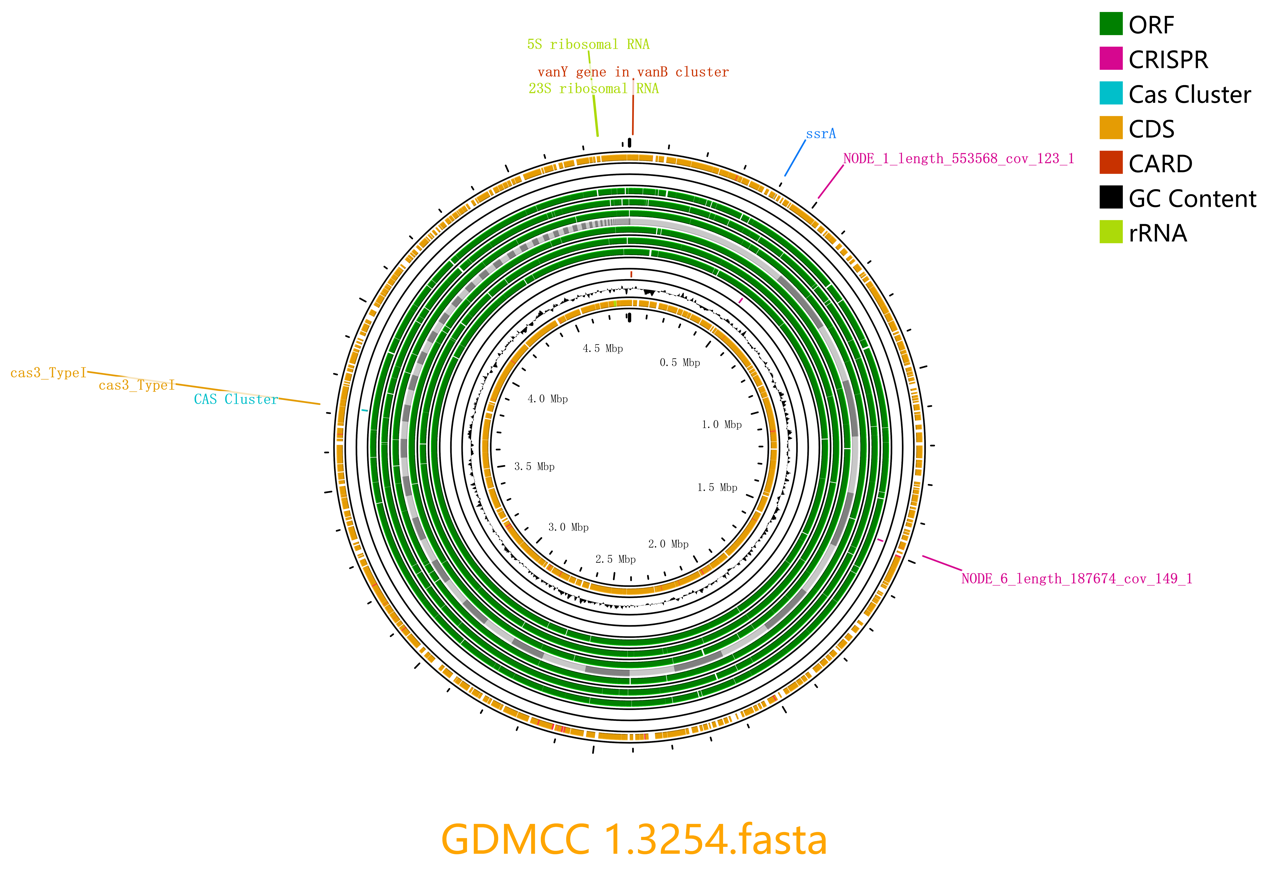 5S ribosomal RNA
vanY gene in vanB cluster
23S ribosomal RNA
ssrA
NODE_1_length_553568_cov_123_1
ORF
CRISPR
Cas Cluster
CDS
CARD
GC Content
rRNA
4.5 Mbp
0.5 Mbp
cas3_TypeI
cas3_TypeI
CAS Cluster
4.0 Mbp
1.0 Mbp
3.5 Mbp
1.5 Mbp
3.0 Mbp
2.0 Mbp
2.5 Mbp
NODE_6_length_187674_cov_149_1
GDMCC 1.3254.fasta